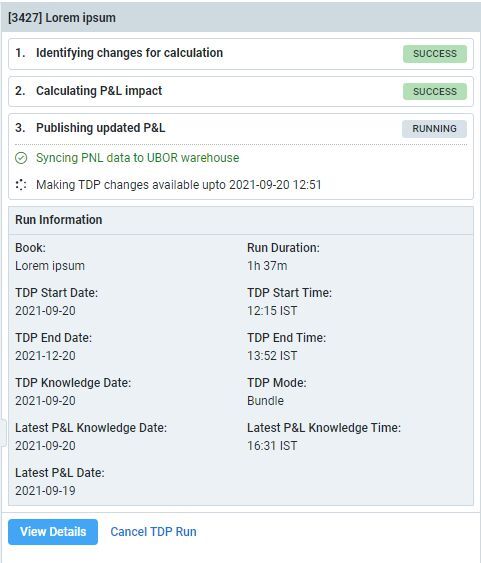 [3427] Lorem ipsum
1. Identifying changes for calculation SUCCESS
2. Calculating P&L impact SUCCESS
3. Publishing updated P&L RUNNING
Syncing PNL data to UBOR warehouse
Making TDP changes available upto 2021-09-20 12:51
Run Information
Book: Run Duration:
Lorem ipsum 1h 37m
TDP Start Date: TDP Start Time:
2021-09-20 12:15 IST
TDP End Date: TDP End Time:
2021-12-20 13:52 IST
TDP Knowledge Date: TDP Mode:
2021-09-20 Bundle
Latest P&L Knowledge Date: Latest P&L Knowledge Time:
2021-09-20 16:31 IST
Latest P&L Date:
2021-09-19
View Details Cancel TDP Run